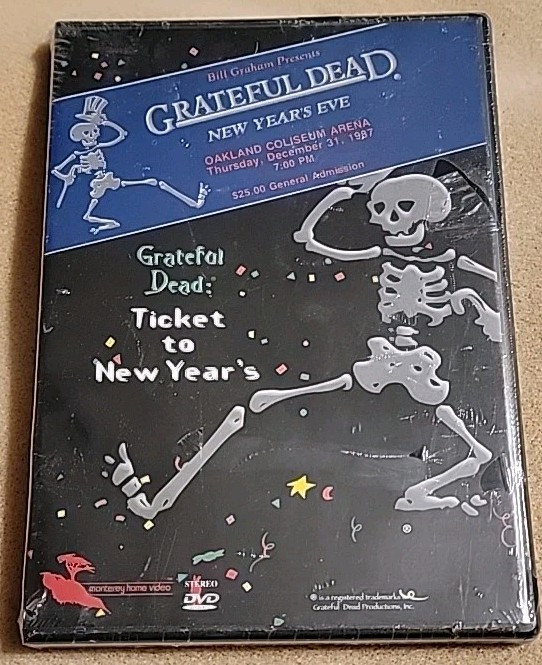 Bill Graham Presents
GRATEFUL DEAD®
NEW YEAR'S EVE
OAKLAND COLISEUM ARENA
Thursday, December 31, 1987
7:00 PM
$25.00 General Admission
Grateful
Dead:
Ticket
to
New Year's
®
monterey home video
STEREO
DVD
® is a registered trademark of
Grateful Dead Productions, Inc.